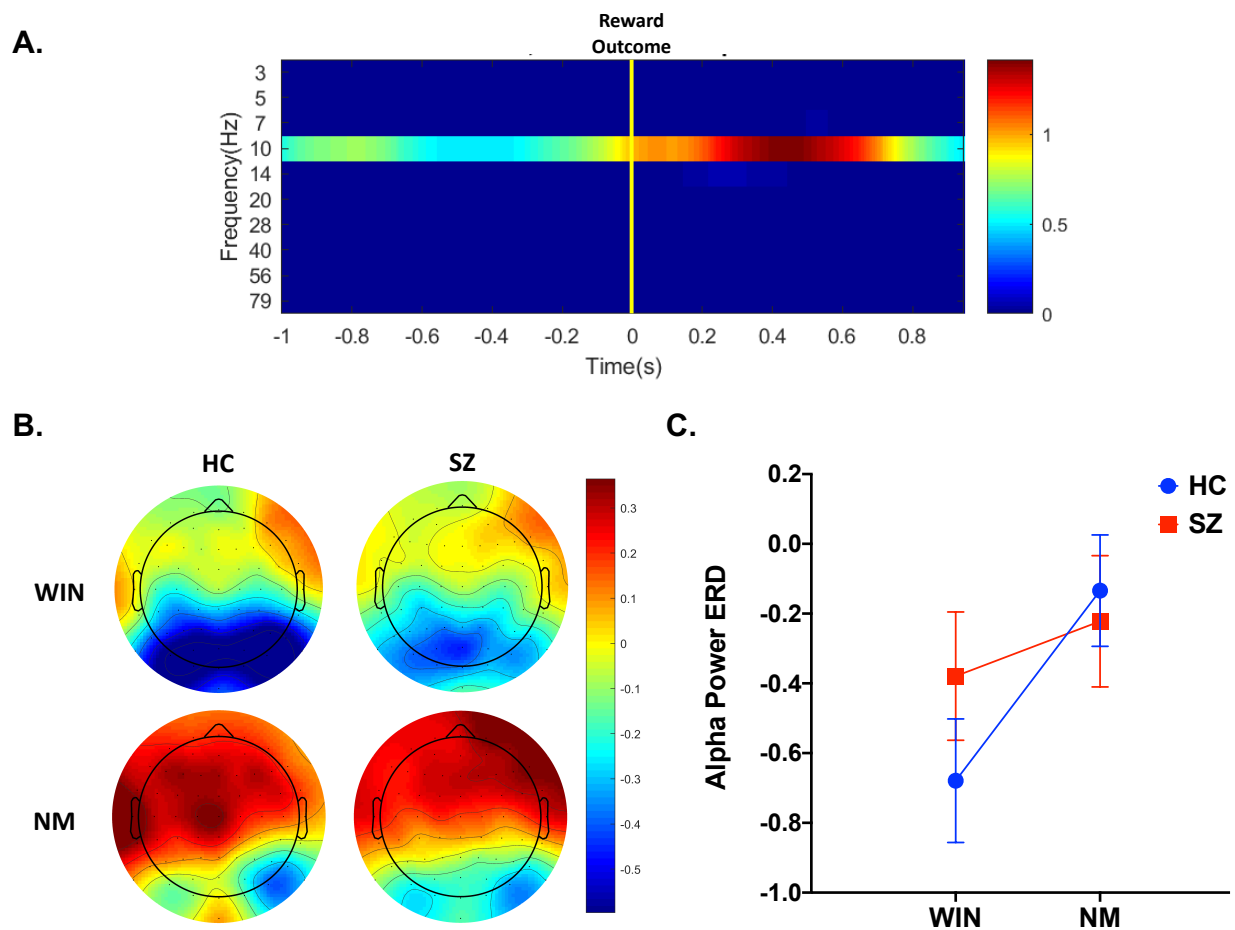 A.
Reward
Outcome
Frequency(Hz)
3
5
7
10
14
20
28
40
56
79
-1
-0.8
-0.6
-0.4
-0.2
0
0.2
0.4
0.6
0.8
Time(s)
1
0.5
0
B.
HC
SZ
WIN
NM
0.3
0.2
0.1
0
-0.1
-0.2
-0.3
-0.4
-0.5
C.
Alpha Power ERD
0.2
0.0
-0.2
-0.4
-0.6
-0.8
-1.0
WIN
NM
HC
SZ